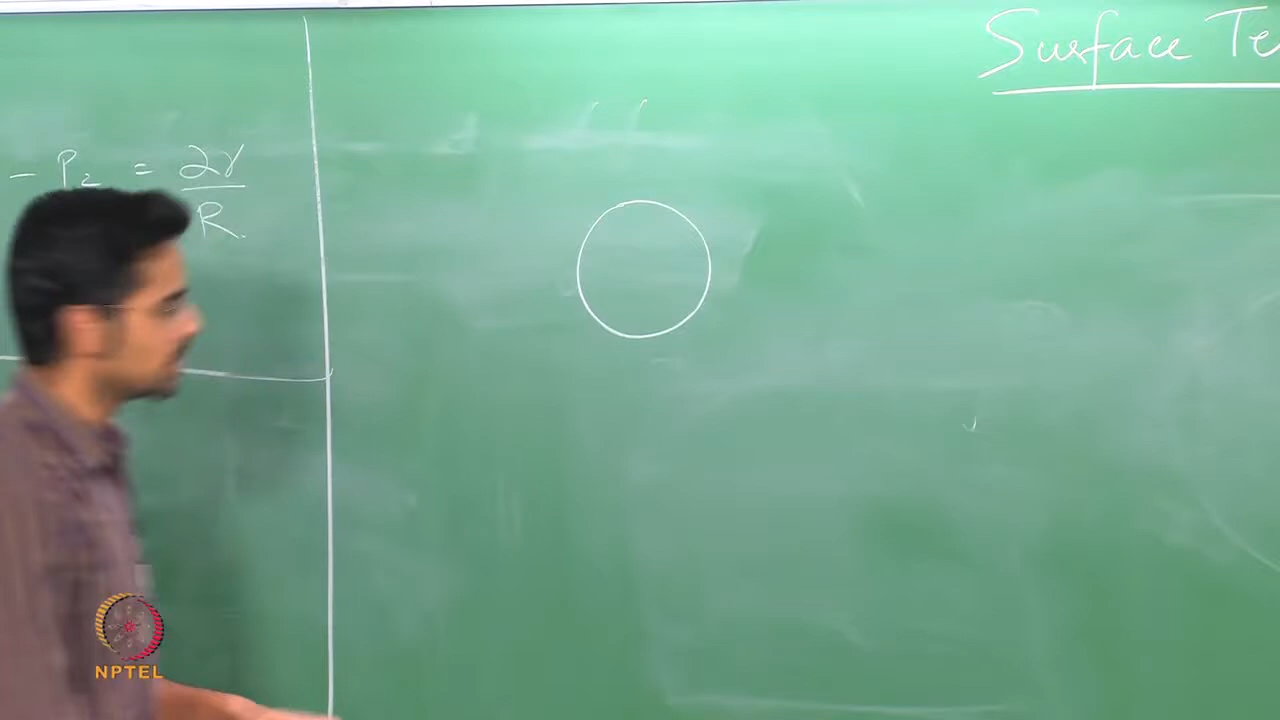 Surface Te
- P₂ = 2γ
R.
NPTEL